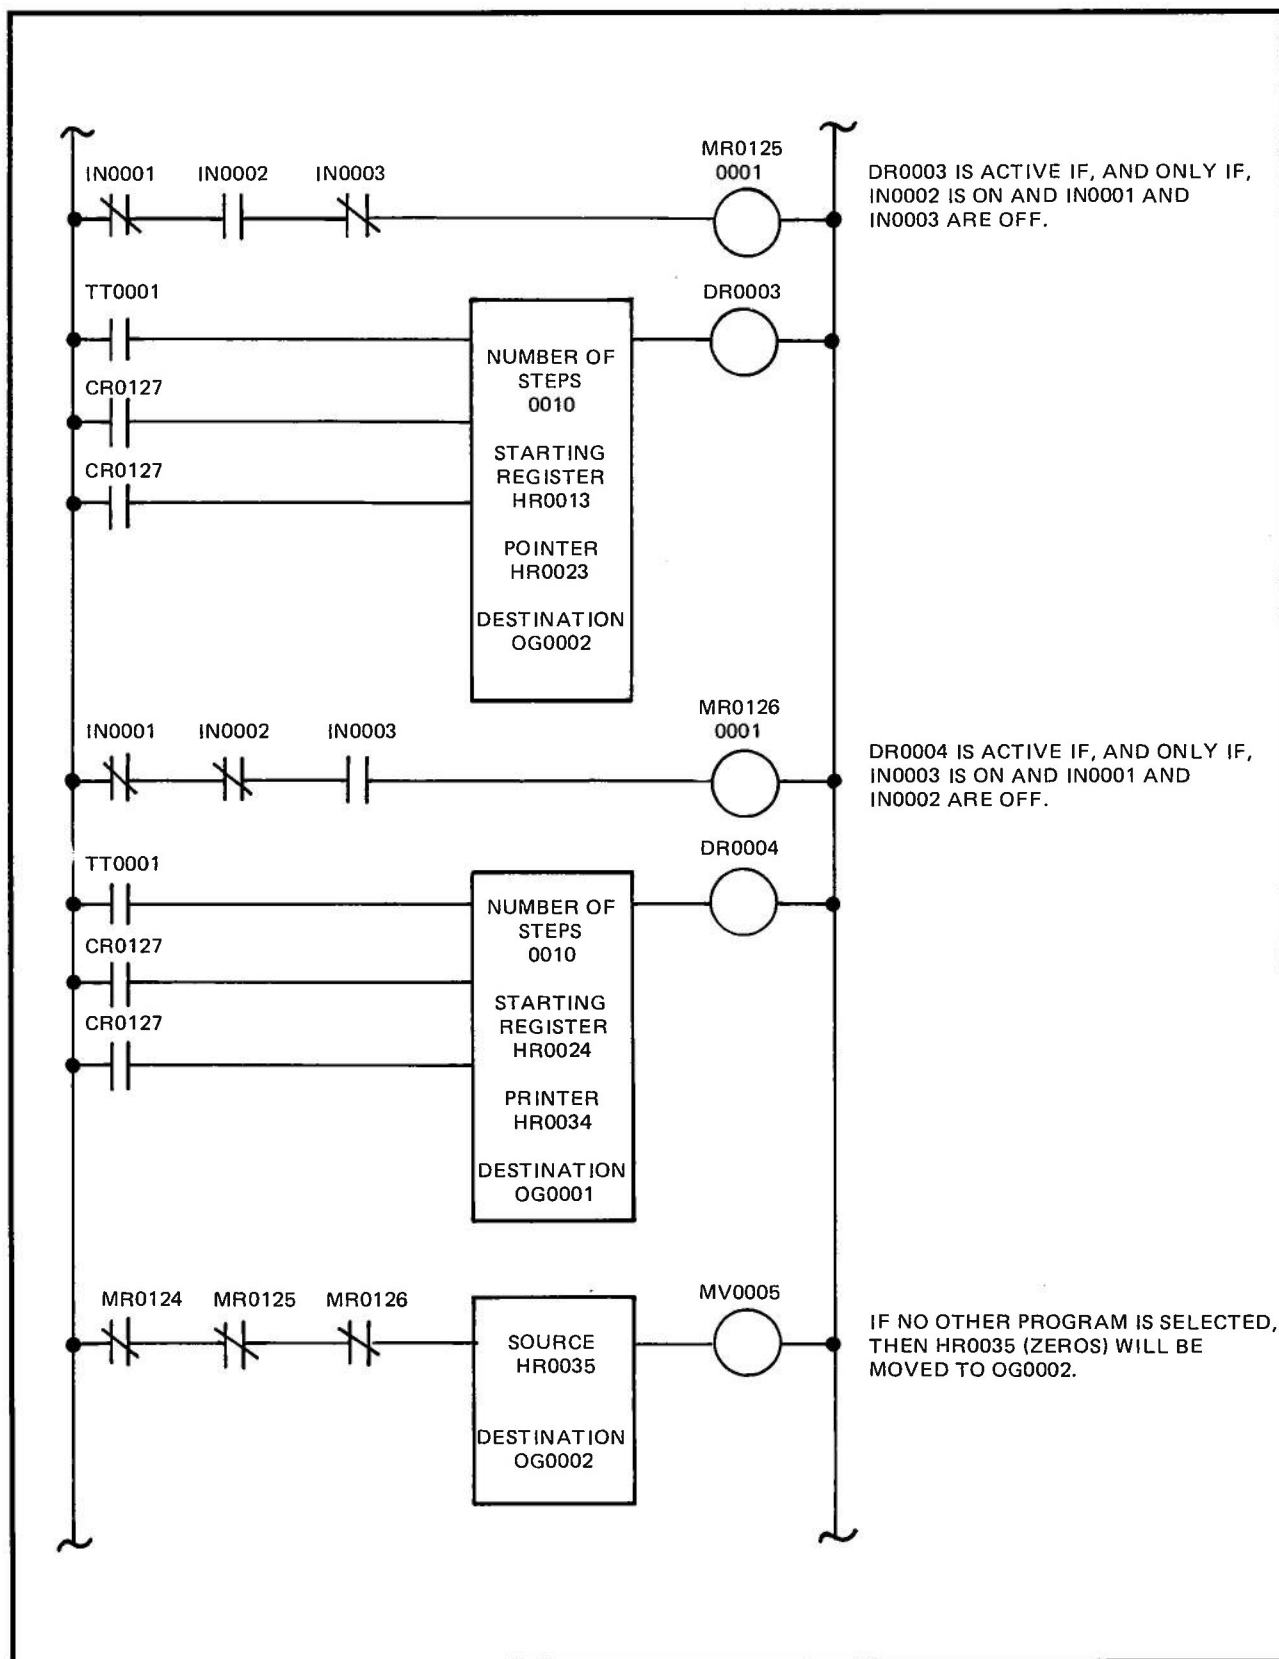 IN0001 IN0002 IN0003
MR0125
0001
DR0003 IS ACTIVE IF, AND ONLY IF,
IN0002 IS ON AND IN0001 AND
IN0003 ARE OFF.
TT0001
DR0003
CR0127
CR0127
NUMBER OF
STEPS
0010
STARTING
REGISTER
HR0013
POINTER
HR0023
DESTINATION
OG0002
IN0001 IN0002 IN0003
MR0126
0001
DR0004 IS ACTIVE IF, AND ONLY IF,
IN0003 IS ON AND IN0001 AND
IN0002 ARE OFF.
TT0001
DR0004
CR0127
CR0127
NUMBER OF
STEPS
0010
STARTING
REGISTER
HR0024
PRINTER
HR0034
DESTINATION
OG0001
MR0124 MR0125 MR0126
MV0005
SOURCE
HR0035
DESTINATION
OG0002
IF NO OTHER PROGRAM IS SELECTED,
THEN HR0035 (ZEROS) WILL BE
MOVED TO OG0002.